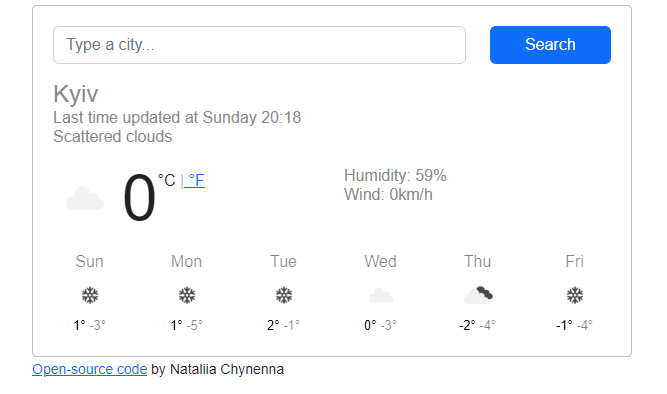 Type a city...
Search
Kyiv
Last time updated at Sunday 20:18
Scattered clouds
0 °C | °F
Humidity: 59%
Wind: 0km/h
Sun Mon Tue Wed Thu Fri
1° -3° 1° -5° 2° -1° 0° -3° -2° -4° -1° -4°
Open-source code by Nataliia Chynenna